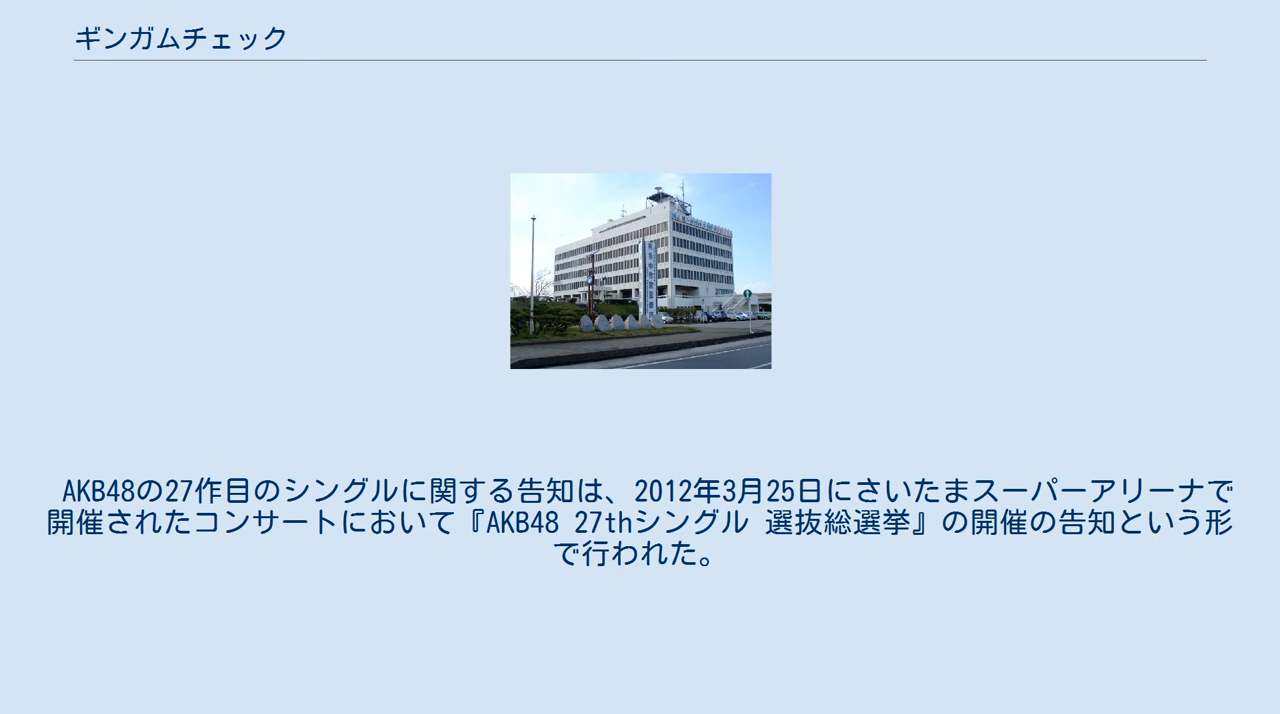 ギンガムチェック
AKB48の27作目のシングルに関する告知は、2012年3月25日にさいたまスーパーアリーナで
開催されたコンサートにおいて『AKB48 27thシングル 選抜総選挙』の開催の告知という形
で行われた。